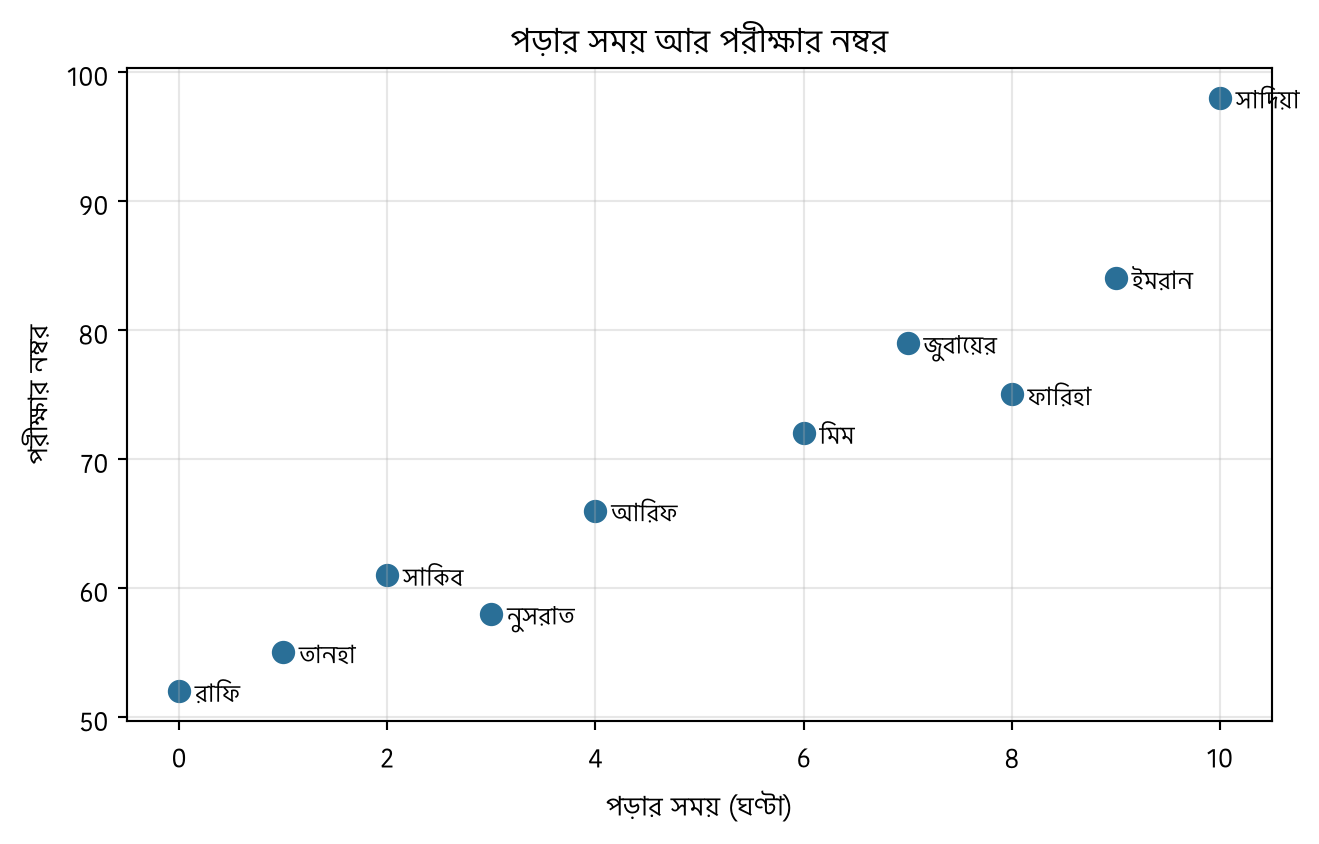 পড়ার সময় আর পরীক্ষার নম্বর
পরীক্ষার নম্বর
100
90
80
70
60
50
সাদিয়া
ইমরান
জুবায়ের
ফারিহা
মিম
আরিফ
সাকিব
নুসরাত
তানহা
রাফি
0 2 4 6 8 10
পড়ার সময় (ঘণ্টা)